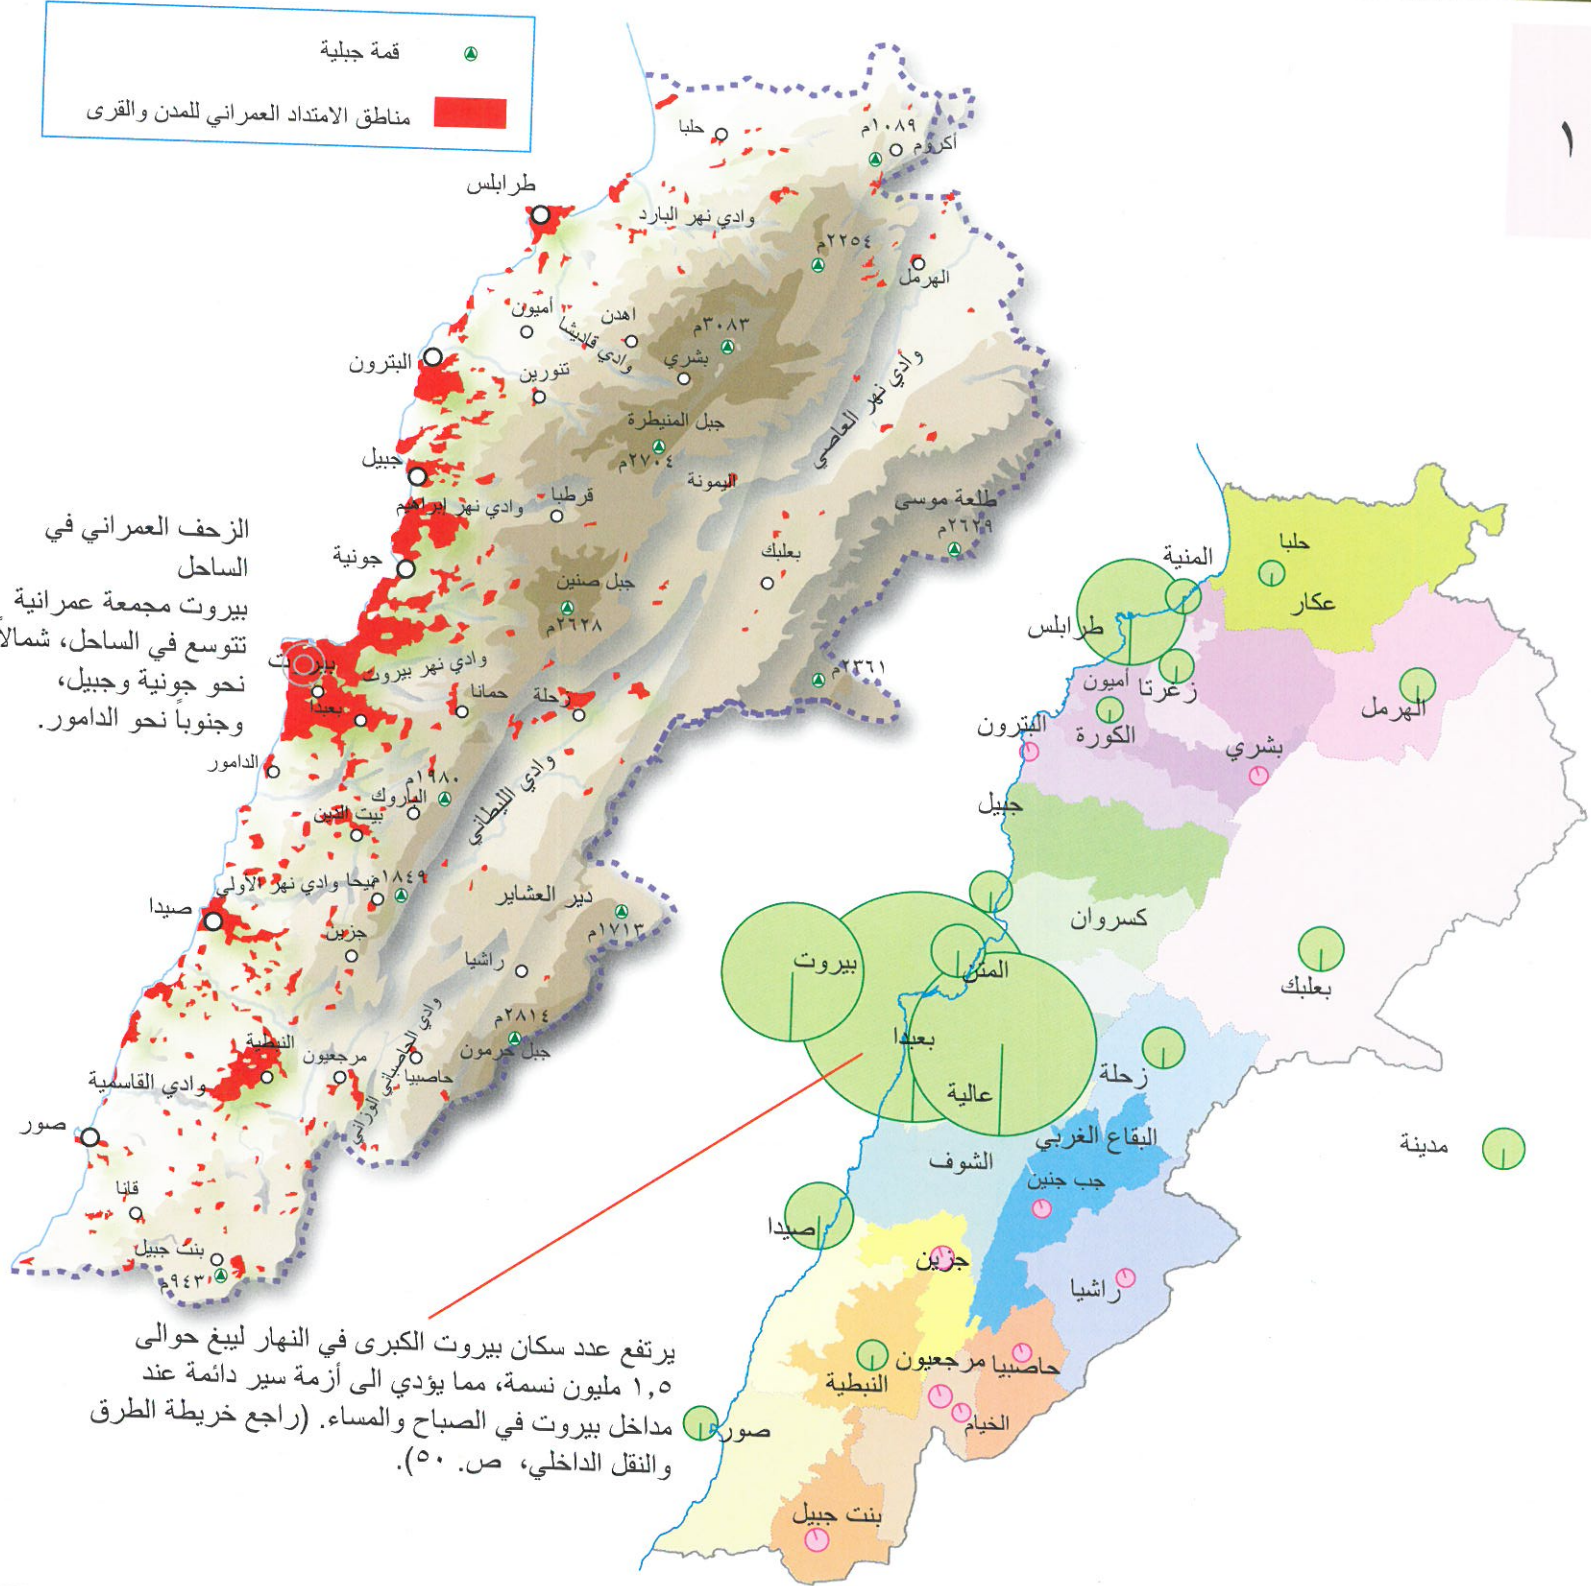 قمة جبلية
مناطق الامتداد العمراني للمدن والقرى
١
حلبا
١٠٨٩م
أكروم
طرابلس
وادي نهر البارد
٢٢٥٤م
الهرمل
أميون
اهدن
وادي قاديشا
٣٠٨٣م
بشري
البترون
تنورين
وادي نهر العاصي
جبل المنيطرة
٢٧٠٤م
اليمونة
جبيل
وادي نهر ابراهيم
قرطبا
طلعة موسى
٢٦٢٩م
بعلبك
جونية
جبل صنين
٢٦٢٨م
الزحف العمراني في
الساحل
بيروت مجمعة عمرانية
تتوسع في الساحل، شمالاً
نحو جونية وجبيل،
وجنوباً نحو الدامور.
بيروت
وادي نهر بيروت
حمانا
زحلة
٢٣٦١م
بعبدا
الدامور
١٩٨٠م
الباروك
بيت الدين
وادي الليطاني
نيحا
وادي نهر الأولي
١٨٤٩م
دير العشاير
١٧١٣م
صيدا
جزين
راشيا
٢٨١٤م
جبل حرمون
وادي الحاصباني الوزاني
حاصبيا
النبطية
مرجعيون
وادي القاسمية
صور
قانا
بنت جبيل
٩٤٣م
حلبا
عكار
المنية
طرابلس
زغرتا
أميون
الكورة
الهرمل
البترون
بشري
جبيل
كسروان
بعلبك
بيروت
المتن
بعبدا
عالية
زحلة
البقاع الغربي
الشوف
جب جنين
مدينة
صيدا
جزين
راشيا
حاصبيا
مرجعيون
النبطية
الخيام
صور
بنت جبيل
يرتفع عدد سكان بيروت الكبرى في النهار ليبغ حوالى
١,٥ مليون نسمة، مما يؤدي الى أزمة سير دائمة عند
مداخل بيروت في الصباح والمساء. (راجع خريطة الطرق
والنقل الداخلي، ص. ٥٠).